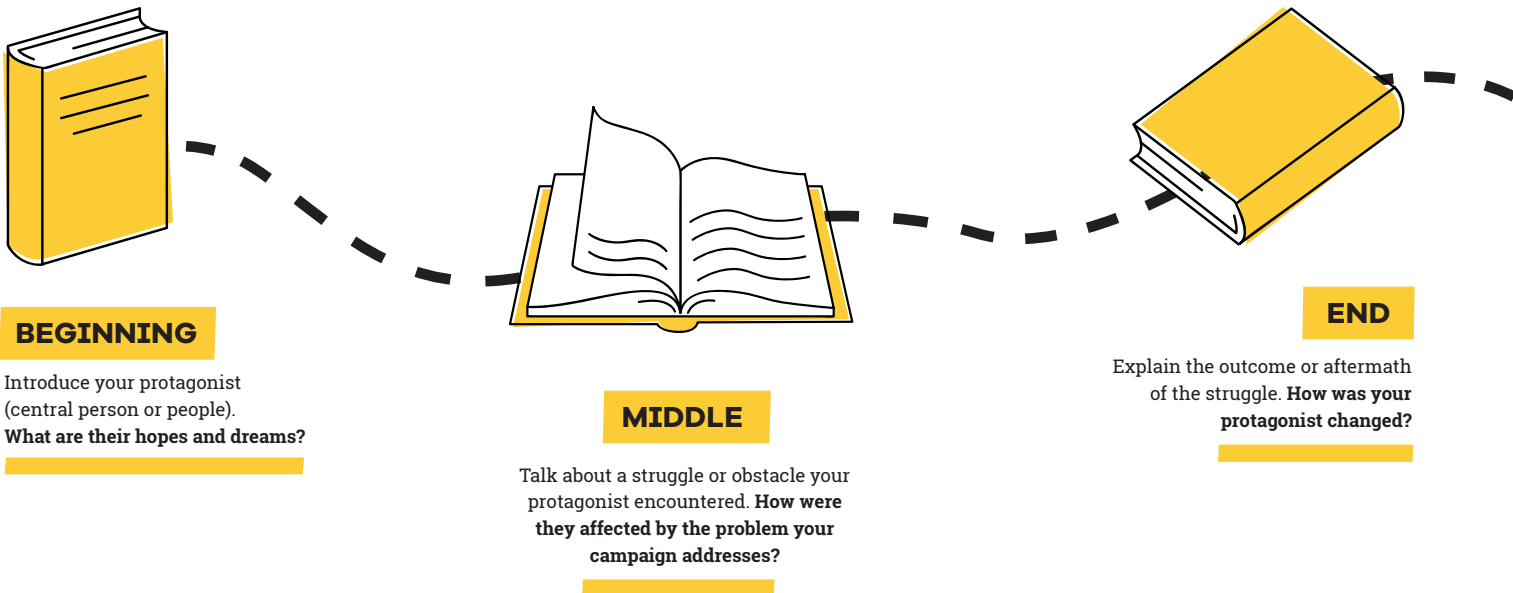 BEGINNING
Introduce your protagonist
(central person or people).
What are their hopes and dreams?
MIDDLE
Talk about a struggle or obstacle your
protagonist encountered. How were
they affected by the problem your
campaign addresses?
END
Explain the outcome or aftermath
of the struggle. How was your
protagonist changed?